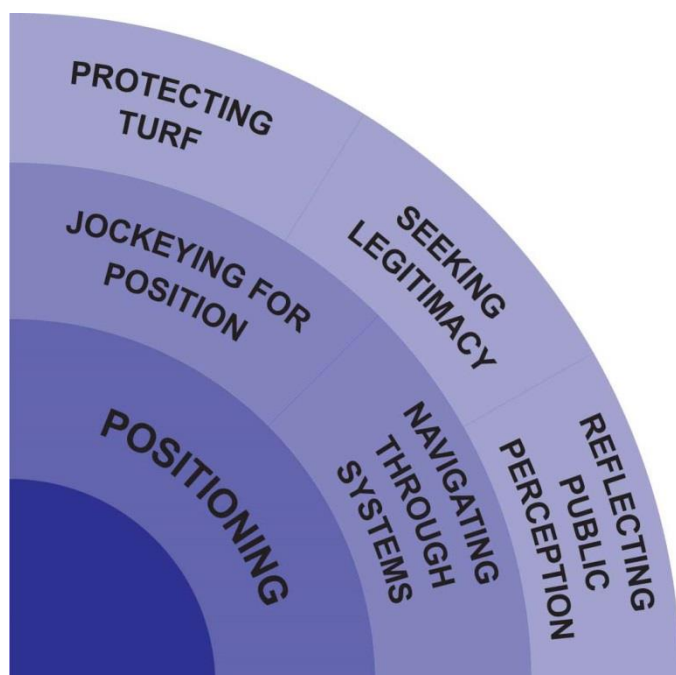 PROTECTING
TURF
SEEKING
LEGITIMACY
REFLECTING
PUBLIC
PERCEPTION
JOCKEYING FOR
POSITION
NAVIGATING
THROUGH
SYSTEMS
POSITIONING